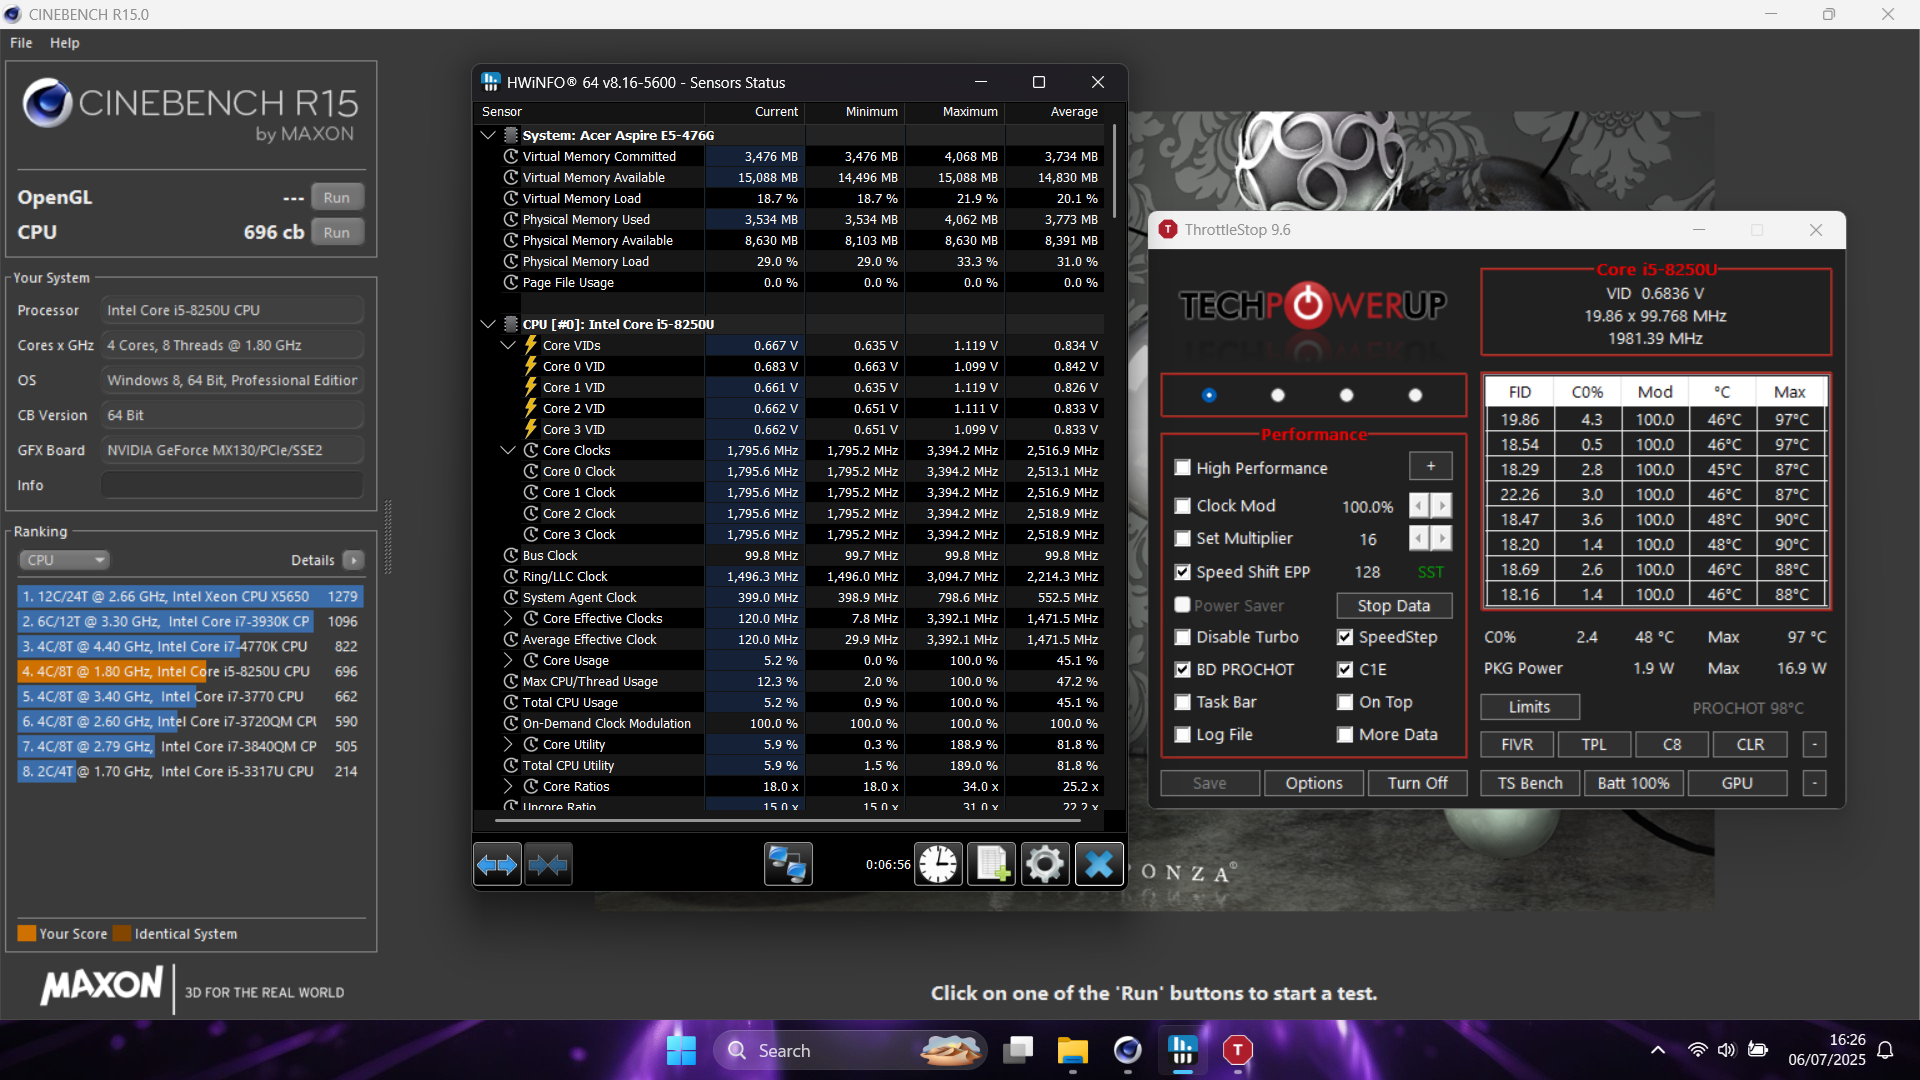 CINEBENCH R15.0
File Help
CINEBENCH R15
by MAXON
OpenGL --- Run
CPU 696 cb Run
Your System
Processor Intel Core i5-8250U CPU
Cores x GHz 4 Cores, 8 Threads @ 1.80 GHz
OS Windows 8, 64 Bit, Professional Edition
CB Version 64 Bit
GFX Board NVIDIA GeForce MX130/PCIe/SSE2
Info
Ranking
CPU Details
1. 12C/24T @ 2.66 GHz, Intel Xeon CPU X5650 1279
2. 6C/12T @ 3.30 GHz, Intel Core i7-3930K CP 1096
3. 4C/8T @ 4.40 GHz, Intel Core i7-4770K CPU 822
4. 4C/8T @ 1.80 GHz, Intel Core i5-8250U CPU 696
5. 4C/8T @ 3.40 GHz, Intel Core i7-3770 CPU 662
6. 4C/8T @ 2.60 GHz, Intel Core i7-3720QM CPU 590
7. 4C/8T @ 2.79 GHz, Intel Core i7-3840QM CP 505
8. 2C/4T @ 1.70 GHz, Intel Core i5-3317U CPU 214
Your Score Identical System
MAXON 3D FOR THE REAL WORLD
HWiNFO® 64 v8.16-5600 - Sensors Status
Sensor Current Minimum Maximum Average
System: Acer Aspire E5-476G
Virtual Memory Committed 3,476 MB 3,476 MB 4,068 MB 3,734 MB
Virtual Memory Available 15,088 MB 14,496 MB 15,088 MB 14,830 MB
Virtual Memory Load 18.7 % 18.7 % 21.9 % 20.1 %
Physical Memory Used 3,534 MB 3,534 MB 4,062 MB 3,773 MB
Physical Memory Available 8,630 MB 8,103 MB 8,630 MB 8,391 MB
Physical Memory Load 29.0 % 29.0 % 33.3 % 31.0 %
Page File Usage 0.0 % 0.0 % 0.0 % 0.0 %
CPU [#0]: Intel Core i5-8250U
Core VIDs 0.667 V 0.635 V 1.119 V 0.834 V
Core 0 VID 0.683 V 0.663 V 1.099 V 0.842 V
Core 1 VID 0.661 V 0.635 V 1.119 V 0.826 V
Core 2 VID 0.662 V 0.651 V 1.111 V 0.833 V
Core 3 VID 0.662 V 0.651 V 1.099 V 0.833 V
Core Clocks 1,795.6 MHz 1,795.2 MHz 3,394.2 MHz 2,516.9 MHz
Core 0 Clock 1,795.6 MHz 1,795.2 MHz 3,394.2 MHz 2,513.1 MHz
Core 1 Clock 1,795.6 MHz 1,795.2 MHz 3,394.2 MHz 2,516.9 MHz
Core 2 Clock 1,795.6 MHz 1,795.2 MHz 3,394.2 MHz 2,518.9 MHz
Core 3 Clock 1,795.6 MHz 1,795.2 MHz 3,394.2 MHz 2,518.9 MHz
Bus Clock 99.8 MHz 99.7 MHz 99.8 MHz 99.8 MHz
Ring/LLC Clock 1,496.3 MHz 1,496.0 MHz 3,094.7 MHz 2,214.3 MHz
System Agent Clock 399.0 MHz 398.9 MHz 798.6 MHz 552.5 MHz
Core Effective Clocks 120.0 MHz 7.8 MHz 3,392.1 MHz 1,471.5 MHz
Average Effective Clock 120.0 MHz 29.9 MHz 3,392.1 MHz 1,471.5 MHz
Core Usage 5.2 % 0.0 % 100.0 % 45.1 %
Max CPU/Thread Usage 12.3 % 2.0 % 100.0 % 47.2 %
Total CPU Usage 5.2 % 0.9 % 100.0 % 45.1 %
On-Demand Clock Modulation 100.0 % 100.0 % 100.0 % 100.0 %
Core Utility 5.9 % 0.3 % 188.9 % 81.8 %
Total CPU Utility 5.9 % 1.5 % 189.0 % 81.8 %
Core Ratios 18.0 x 18.0 x 34.0 x 25.2 x
Uncore Ratio 15.0 x 15.0 x 31.0 x 22.2 x
0:06:56
ONZA©
ThrottleStop 9.6
TECHPOWERUP
Core i5-8250U
VID 0.6836 V
19.86 x 99.768 MHz
1981.39 MHz
Performance
High Performance +
Clock Mod 100.0%
Set Multiplier 16
Speed Shift EPP 128 SST
Power Saver Stop Data
Disable Turbo SpeedStep
BD PROCHOT C1E
Task Bar On Top
Log File More Data
Save Options Turn Off
FID C0% Mod °C Max
19.86 4.3 100.0 46°C 97°C
18.54 0.5 100.0 46°C 97°C
18.29 2.8 100.0 45°C 87°C
22.26 3.0 100.0 46°C 87°C
18.47 3.6 100.0 48°C 90°C
18.20 1.4 100.0 48°C 90°C
18.69 2.6 100.0 46°C 88°C
18.16 1.4 100.0 46°C 88°C
C0% 2.4 48 °C Max 97 °C
PKG Power 1.9 W Max 16.9 W
Limits PROCHOT 98°C
FIVR TPL C8 CLR -
TS Bench Batt 100% GPU -
Click on one of the 'Run' buttons to start a test.
Search
16:26
06/07/2025